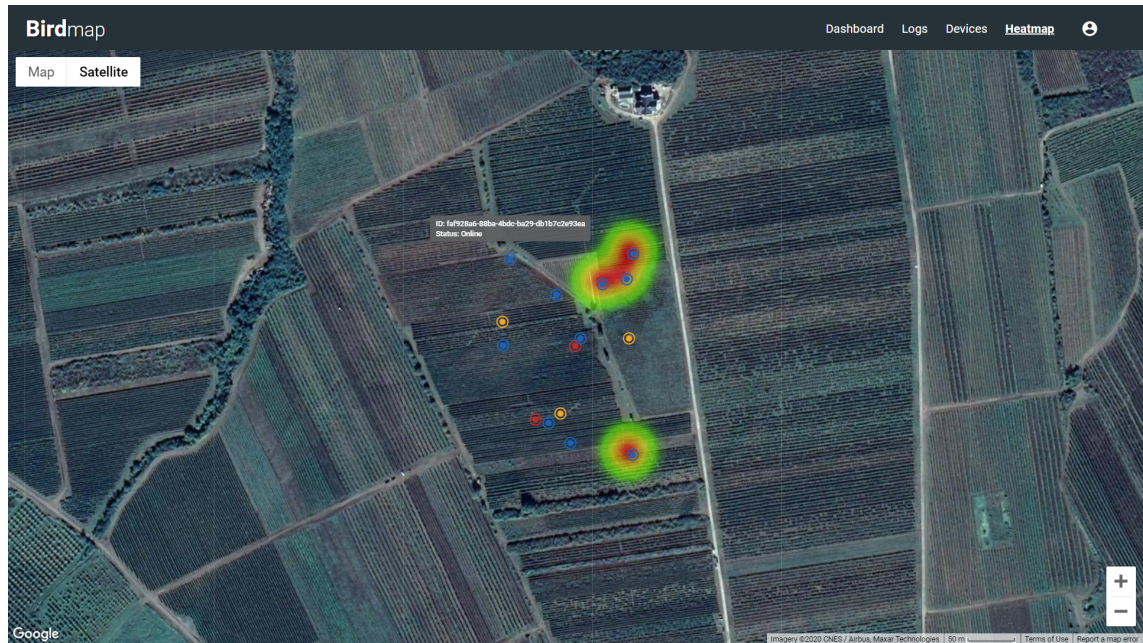 Birdmap
Dashboard Logs Devices Heatmap
Map Satellite
ID: faf928a6-88ba-4bdc-ba29-db1b7c2e93ea
Status: Online
+
−
Google
Imagery ©2020 CNES / Airbus, Maxar Technologies 50 m Terms of Use Report a map error